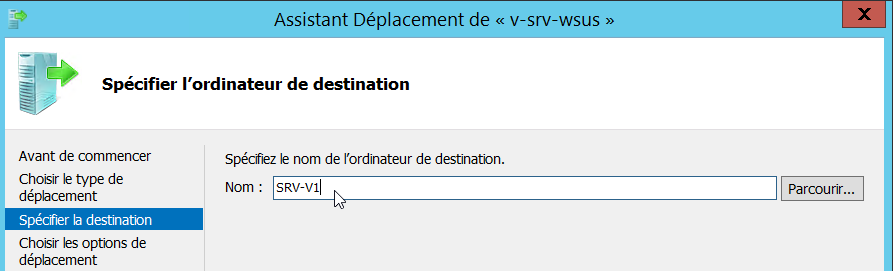 Assistant Déplacement de « v-srv-wsus »
X
Spécifier l'ordinateur de destination
Avant de commencer
Choisir le type de
déplacement
Spécifier la destination
Choisir les options de
déplacement
Spécifiez le nom de l'ordinateur de destination.
Nom : SRV-V1 Parcourir...